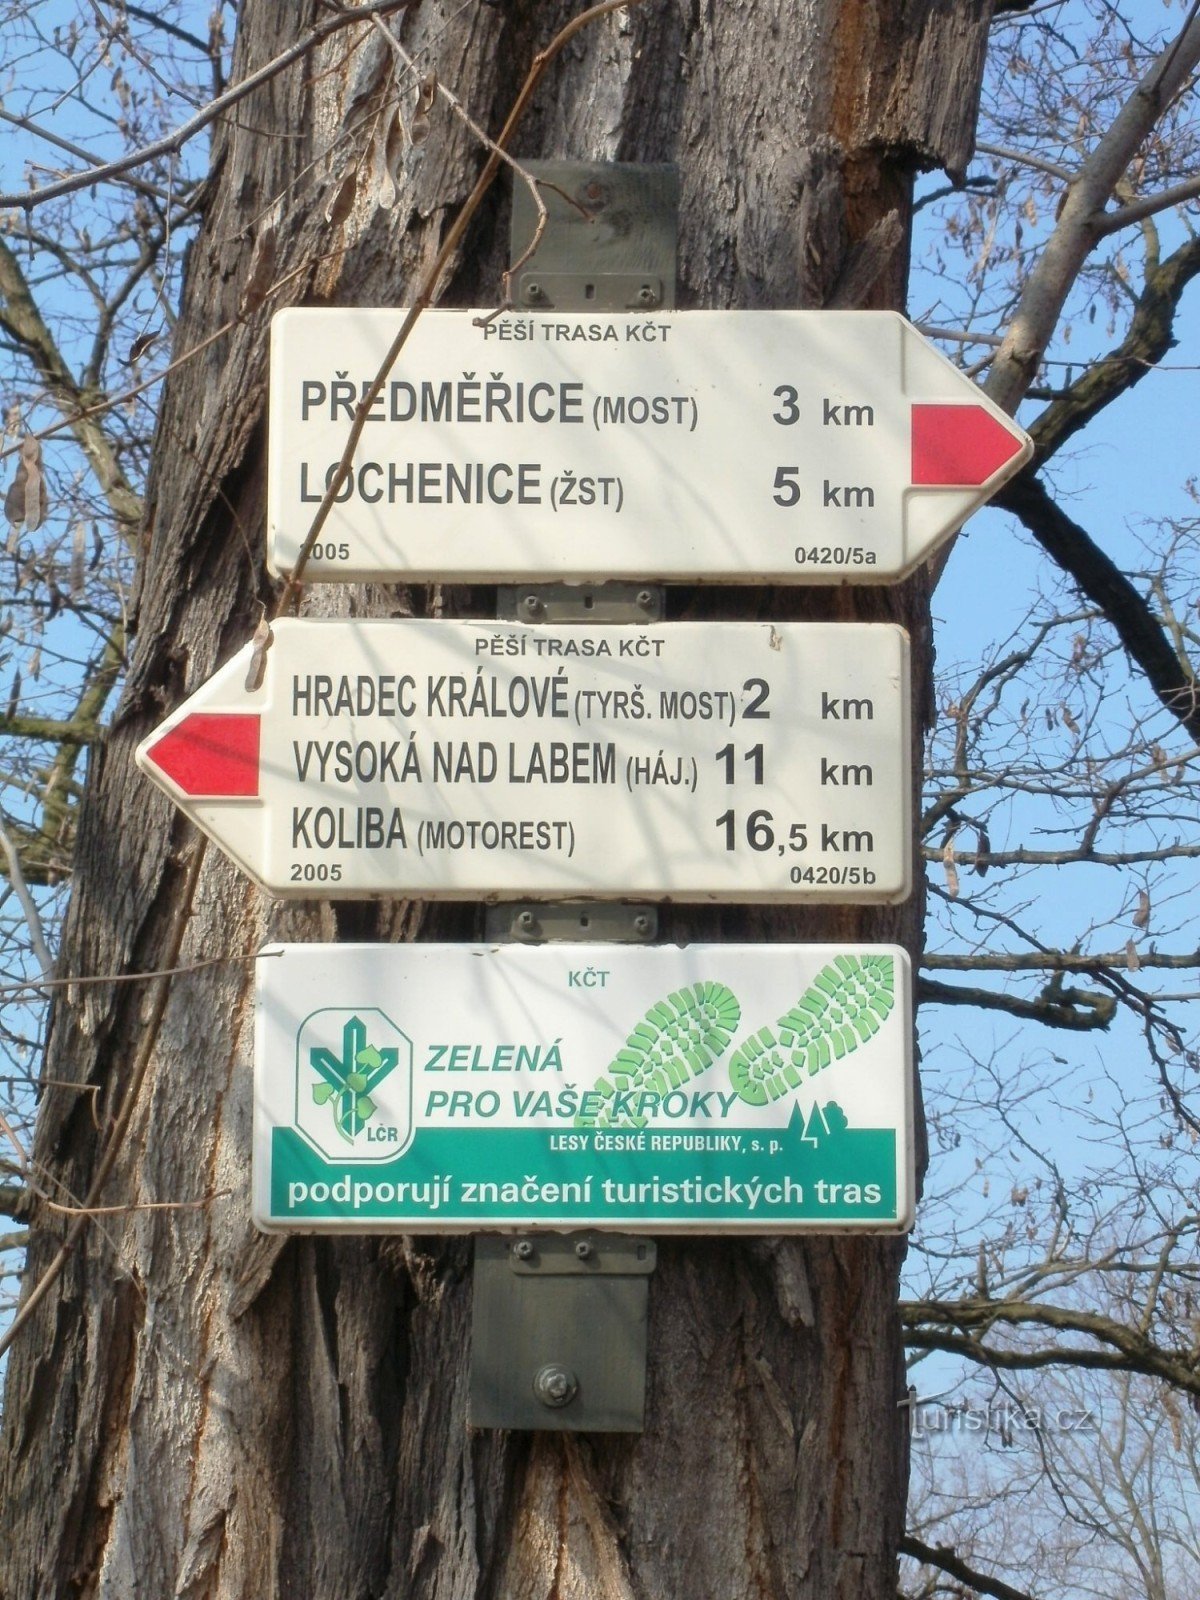 PĚŠÍ TRASA KČT
PŘEDMĚŘICE (MOST) 3 km
LOCHENICE (ŽST) 5 km
2005 0420/5a
PĚŠÍ TRASA KČT
HRADEC KRÁLOVÉ (TYRŠ. MOST) 2 km
VYSOKÁ NAD LABEM (HÁJ.) 11 km
KOLIBA (MOTOREST) 16,5 km
2005 0420/5b
KČT
ZELENÁ
PRO VAŠE KROKY
LČR
LESY ČESKÉ REPUBLIKY, s. p.
podporují značení turistických tras
Turistika.cz